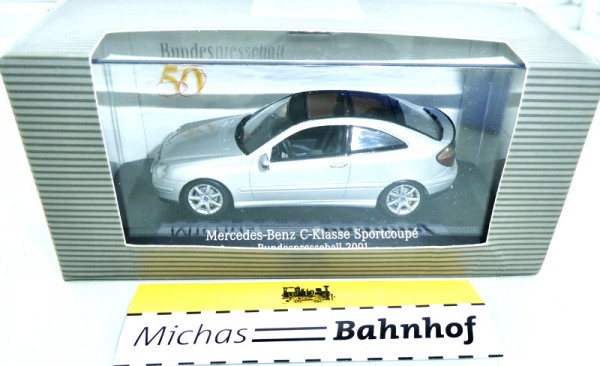 Bundespresseball
50
Mercedes-Benz C-Klasse Sportcoupé
Bundespresseball 2001
Michas Bahnhof